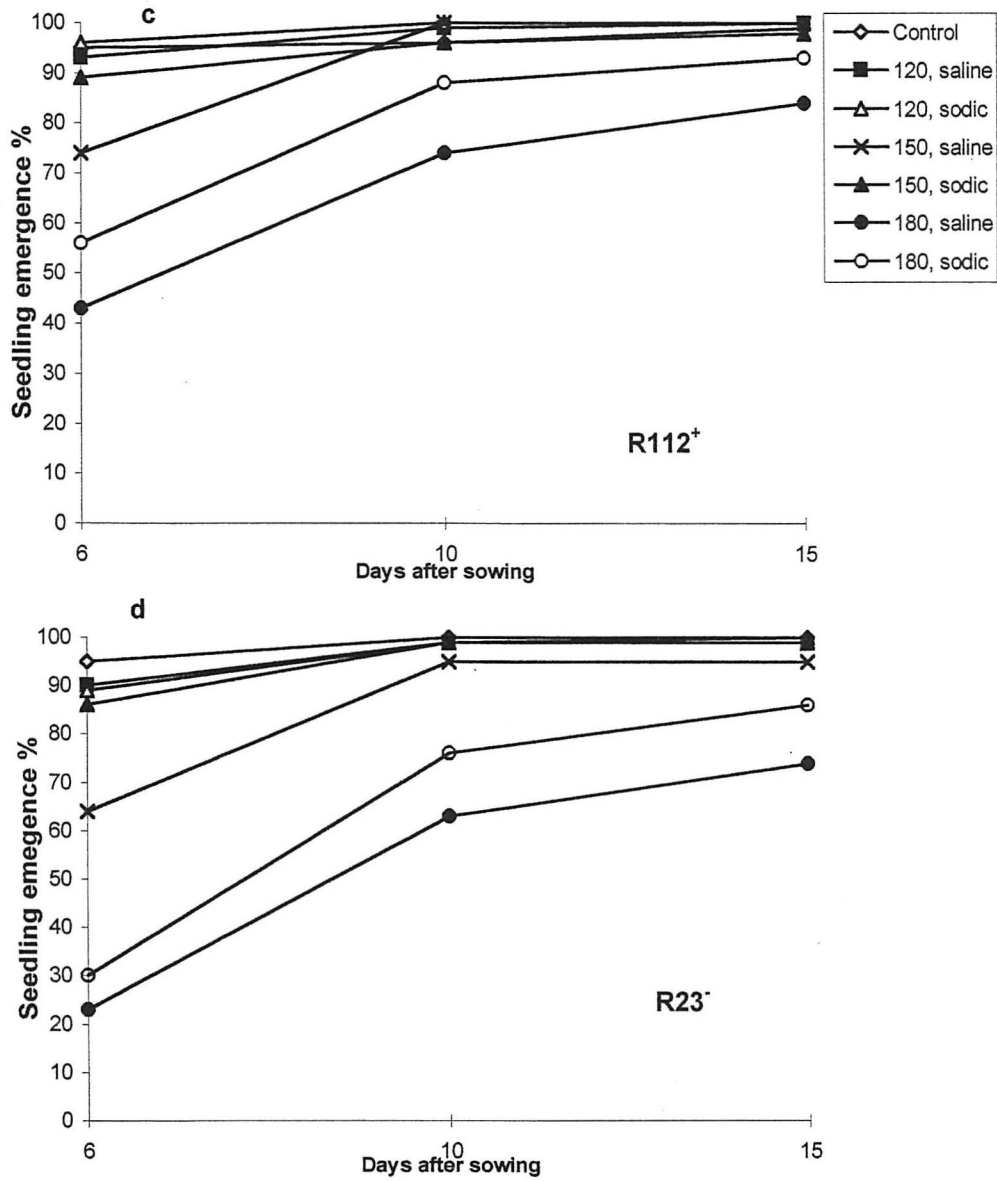 c
100
90
80
70
60
50
40
30
20
10
0
Seedling emergence %
6
10
15
Days after sowing
R112⁺
Control
120, saline
120, sodic
150, saline
150, sodic
180, saline
180, sodic
d
100
90
80
70
60
50
40
30
20
10
0
Seedling emegence %
6
10
15
Days after sowing
R23⁻